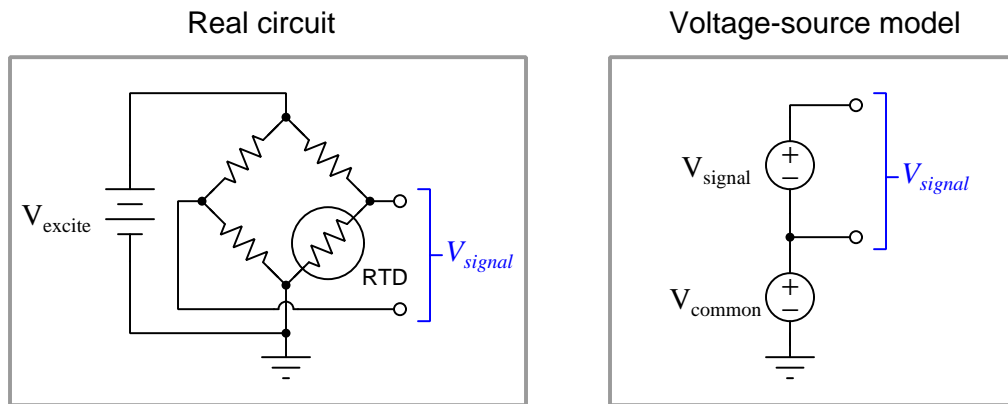 Real circuit
Voltage-source model
V_excite
V_signal
RTD
V_signal
V_signal
V_common
+
−
+
−